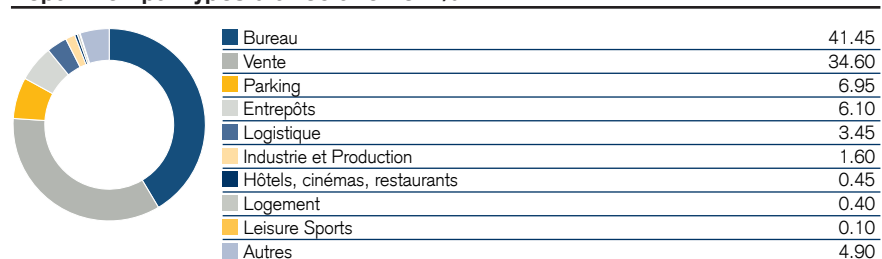 Bureau 41.45
Vente 34.60
Parking 6.95
Entrepôts 6.10
Logistique 3.45
Industrie et Production 1.60
Hôtels, cinémas, restaurants 0.45
Logement 0.40
Leisure Sports 0.10
Autres 4.90